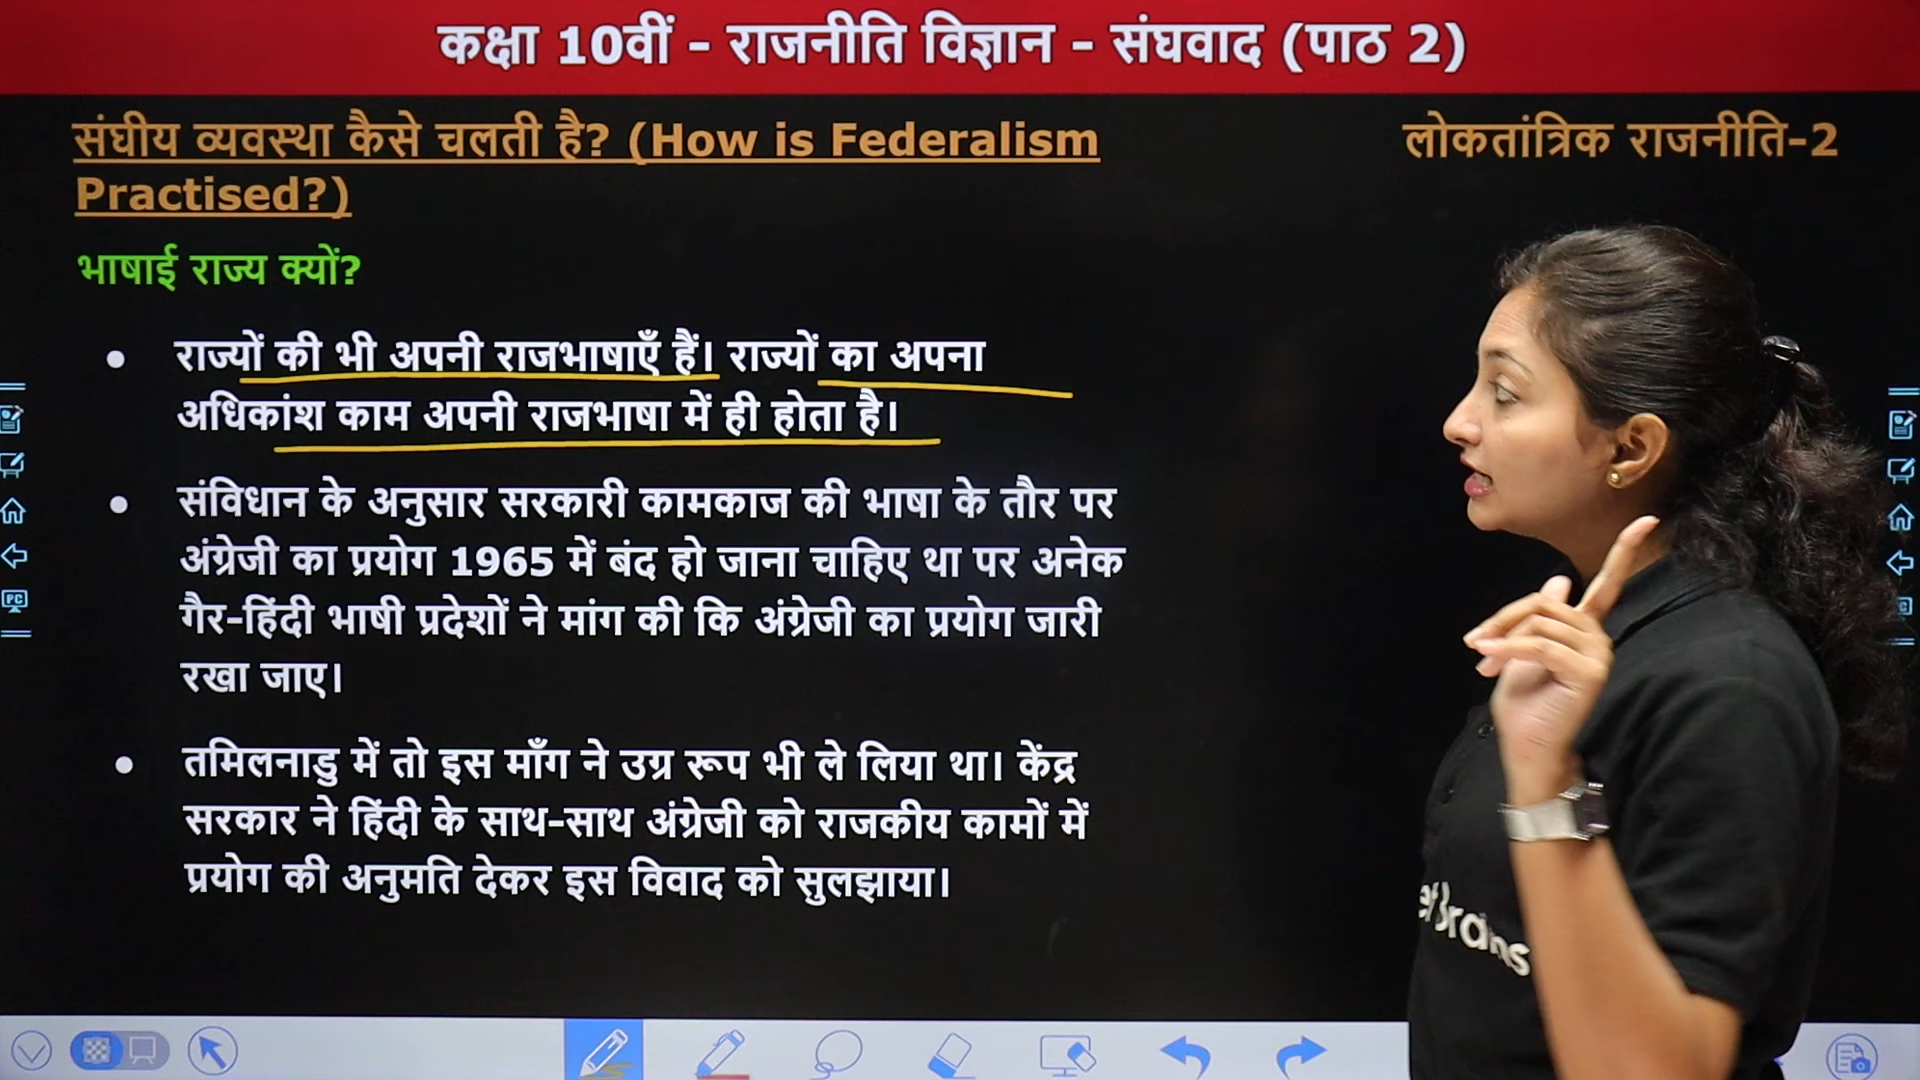 कक्षा 10वीं - राजनीति विज्ञान - संघवाद (पाठ 2)
संघीय व्यवस्था कैसे चलती है? (How is Federalism
Practised?)
लोकतांत्रिक राजनीति-2
भाषाई राज्य क्यों?
• राज्यों की भी अपनी राजभाषाएँ हैं। राज्यों का अपना
अधिकांश काम अपनी राजभाषा में ही होता है।
• संविधान के अनुसार सरकारी कामकाज की भाषा के तौर पर
अंग्रेजी का प्रयोग 1965 में बंद हो जाना चाहिए था पर अनेक
गैर-हिंदी भाषी प्रदेशों ने मांग की कि अंग्रेजी का प्रयोग जारी
रखा जाए।
• तमिलनाडु में तो इस माँग ने उग्र रूप भी ले लिया था। केंद्र
सरकार ने हिंदी के साथ-साथ अंग्रेजी को राजकीय कामों में
प्रयोग की अनुमति देकर इस विवाद को सुलझाया।
PC